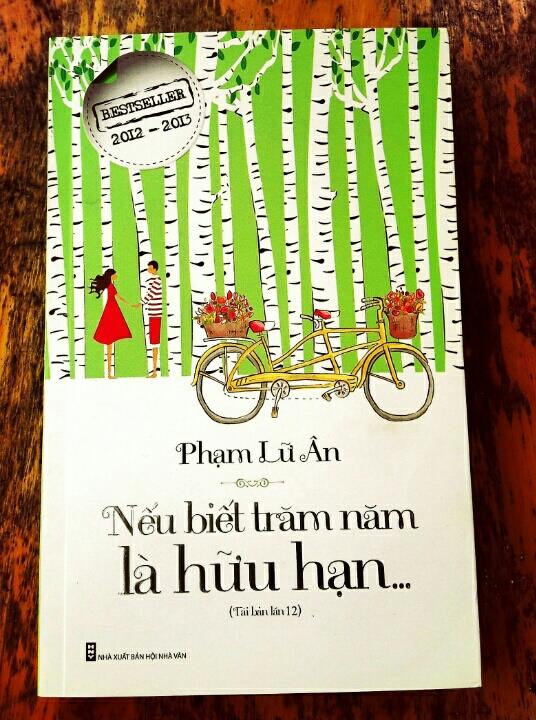 BESTSELLER
2012 - 2013
Phạm Lữ Ân
Nếu biết trăm năm
là hữu hạn...
(Tái bản lần 12)
HNV NHÀ XUẤT BẢN HỘI NHÀ VĂN